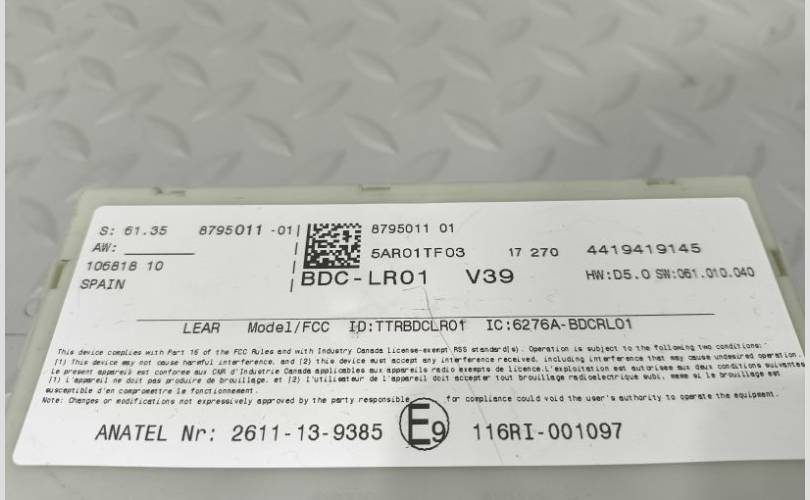 S: 61.35 8795011 -01|
8795011 01
AW:
5AR01TF03 17 270 4419419145
106818 10
SPAIN
BDC-LR01 V39
HW:D5.0 SW:061.010.040
LEAR Model/FCC ID:TTRBDCLR01 IC:6276A-BDCRL01
This device complies with Part 15 of the FCC Rules and with Industry Canada license-exempt RSS standard(s). Operation is subject to the following two conditions:
(1) This device may not cause harmful interference, and (2) this device must accept any interference received, including interference that may cause undesired operation.
Le present appareil est conforme aux CNR d'Industrie Canada applicables aux appareils radio exempts de licence.L'exploitation est autorisee aux deux conditions suivantes
(1) L'appareil ne doit pas produire de brouillage, et (2) l'utilisateur de l'appareil doit accepter tout brouillage radioelectrique subi, meme si le brouillage est
susceptible d'en compromettre le fonctionnement.
Note: Changes or modifications not expressively approved by the party responsible for compliance could void the user's authority to operate the equipment.
ANATEL Nr: 2611-13-9385 E9 116RI-001097